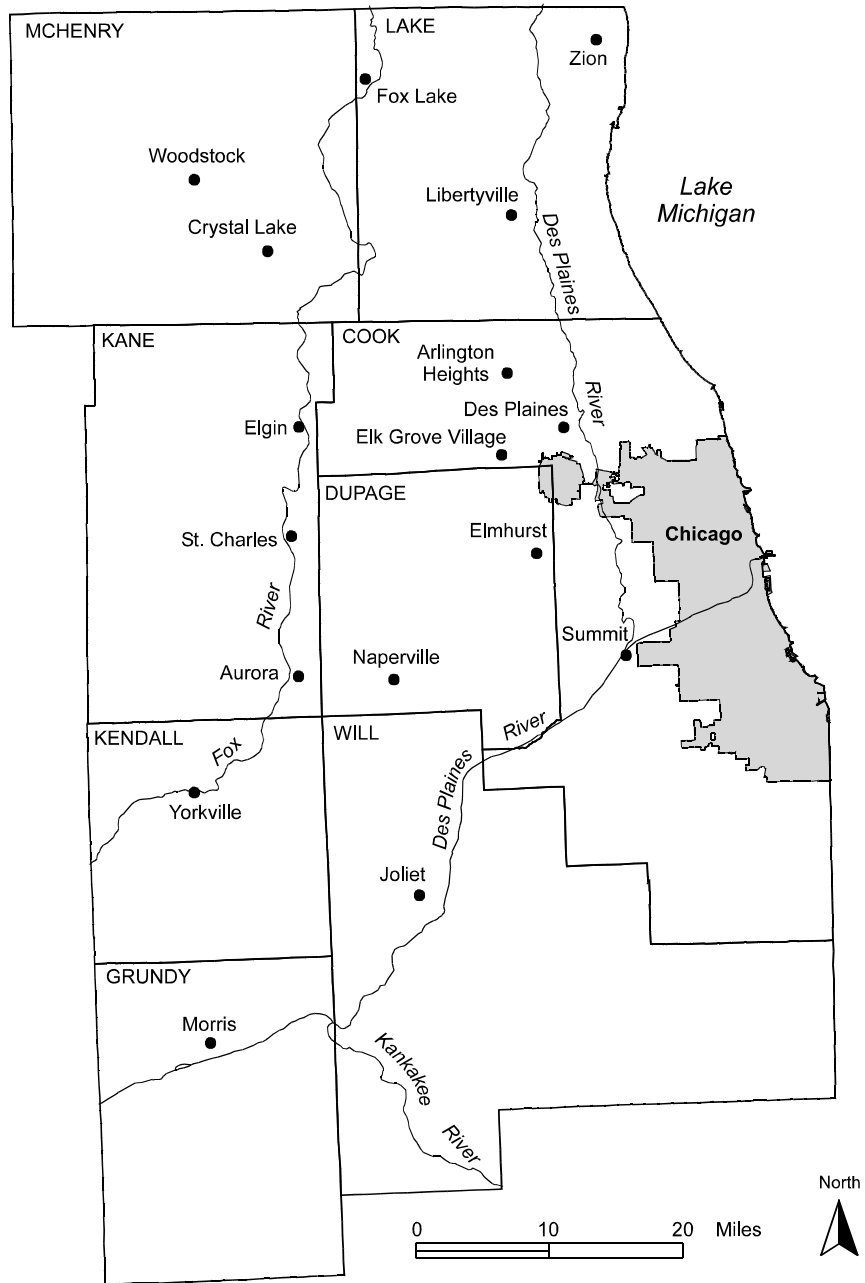 MCHENRY
LAKE
Zion
Fox Lake
Woodstock
Libertyville
Lake
Michigan
Crystal Lake
Des Plaines
KANE
COOK
Arlington
Heights
River
Des Plaines
Elgin
Elk Grove Village
DUPAGE
Elmhurst
Chicago
St. Charles
River
Summit
Aurora
Naperville
River
KENDALL
Fox
WILL
Des Plaines
Yorkville
Joliet
GRUNDY
Morris
Kankakee
River
North
0 10 20 Miles